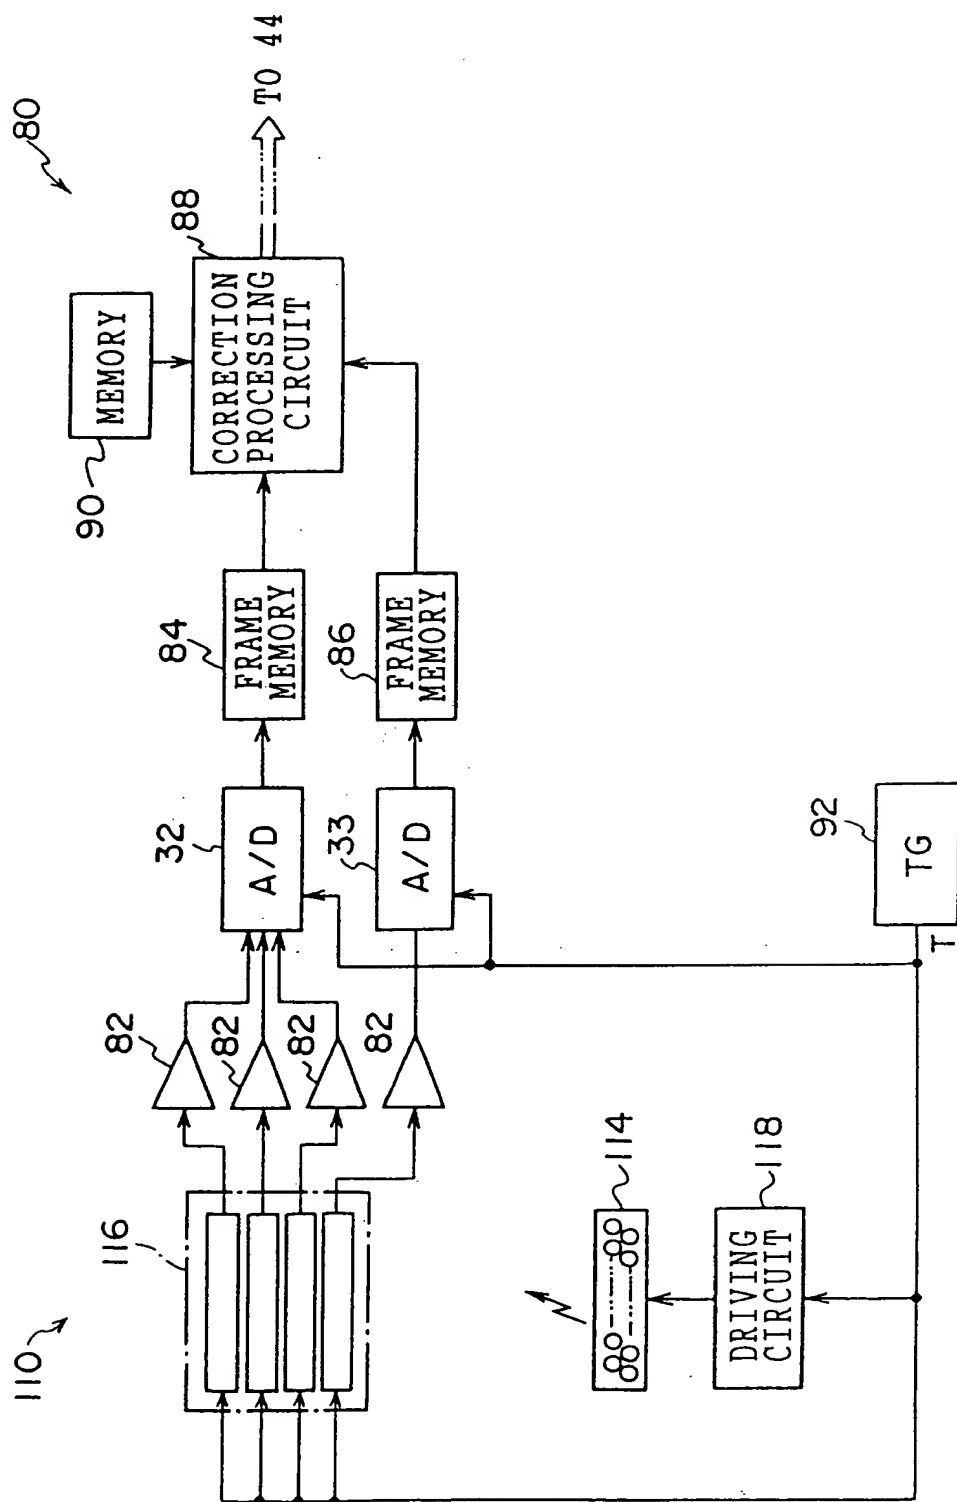 80
TO 44
88
MEMORY
90
CORRECTION
PROCESSING
CIRCUIT
84
FRAME
MEMORY
86
FRAME
MEMORY
32
A/D
33
A/D
92
TG
T
82
82
82
82
116
110
114
118
DRIVING
CIRCUIT